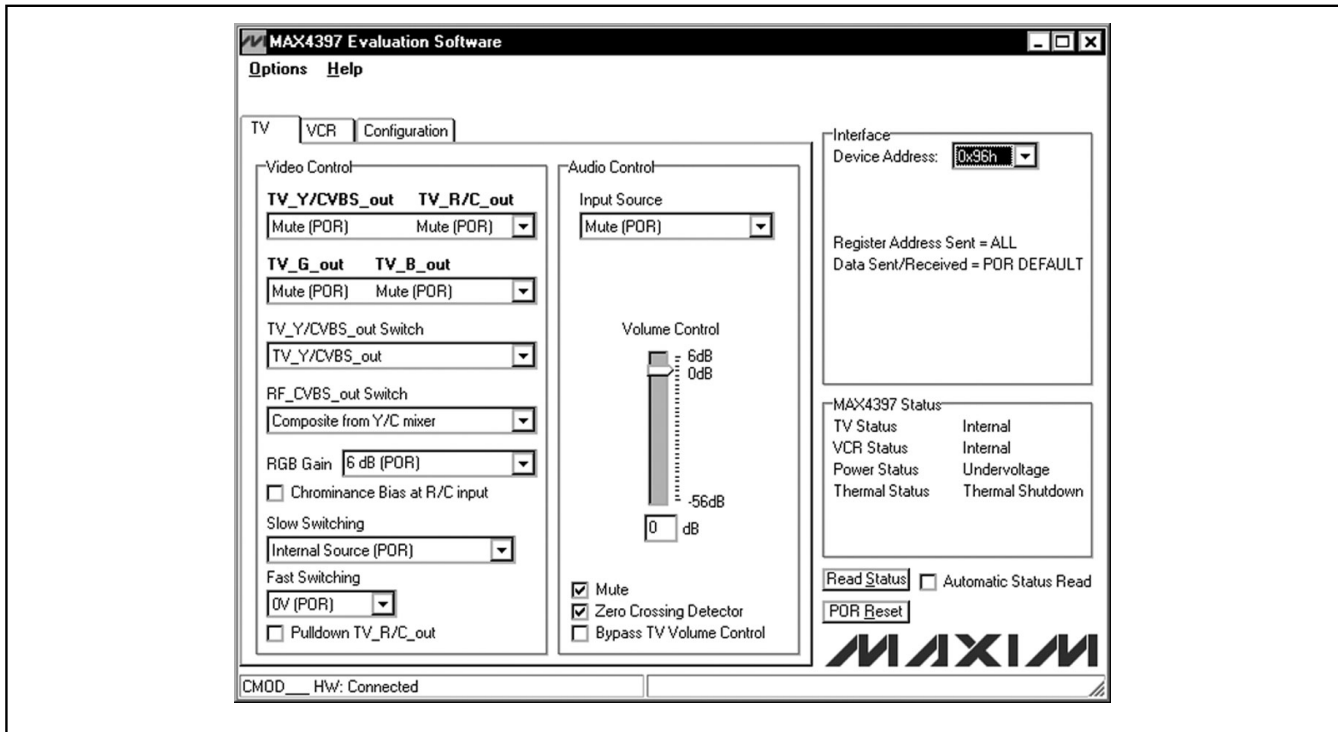 MAX4397 Evaluation Software
Options Help
TV VCR Configuration
Video Control
TV_Y/CVBS_out TV_R/C_out
Mute (POR) Mute (POR)
TV_G_out TV_B_out
Mute (POR) Mute (POR)
TV_Y/CVBS_out Switch
TV_Y/CVBS_out
RF_CVBS_out Switch
Composite from Y/C mixer
RGB Gain 6 dB (POR)
Chrominance Bias at R/C input
Slow Switching
Internal Source (POR)
Fast Switching
0V (POR)
Pulldown TV_R/C_out
Audio Control
Input Source
Mute (POR)
Volume Control
6dB
0dB
-56dB
0 dB
Mute
Zero Crossing Detector
Bypass TV Volume Control
Interface
Device Address: 0x96h
Register Address Sent = ALL
Data Sent/Received = POR DEFAULT
MAX4397 Status
TV Status Internal
VCR Status Internal
Power Status Undervoltage
Thermal Status Thermal Shutdown
Read Status Automatic Status Read
POR Reset
MAXIM
CMOD___ HW: Connected